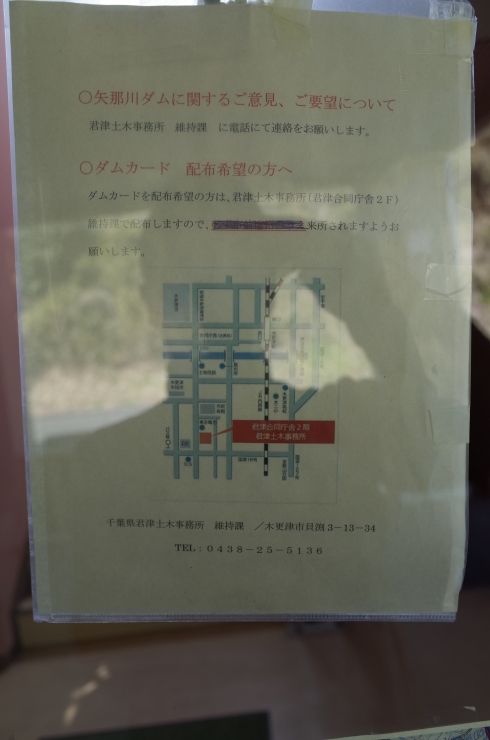 〇矢那川ダムに関するご意見、ご要望について
君津土木事務所 維持課 に電話にて連絡をお願いします。
〇ダムカード 配布希望の方へ
ダムカードを配布希望の方は、君津土木事務所(君津合同庁舎2F)
維持課で配布しますので、
来所されますようお
願いします。
君津合同庁舎2階
君津土木事務所
千葉県君津土木事務所 維持課 /木更津市貝渕3-13-34
TEL:0438-25-5136